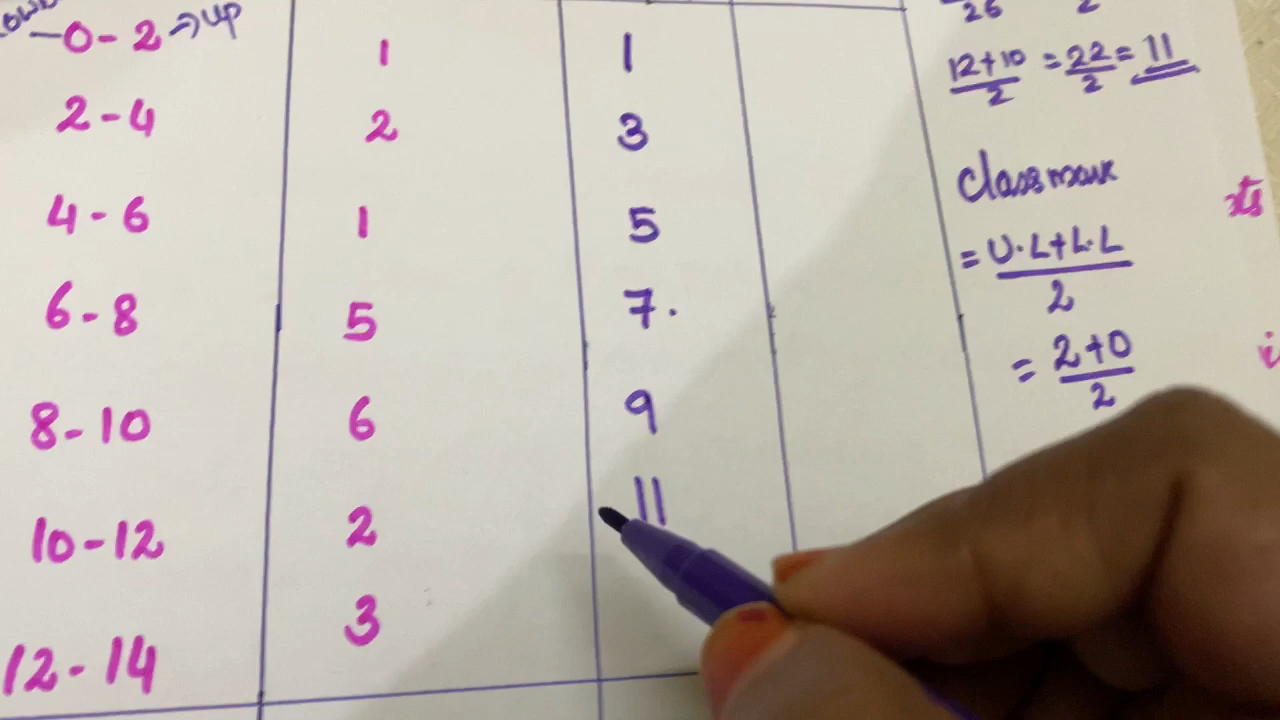 0-2 → up 1 1
2-4 2 3
4-6 1 5
6-8 5 7.
8-10 6 9
10-12 2 11
12-14 3
26 2
12+10/2 = 22/2 = 11
Class mark
= U.L+L.L/2
= 2+0/2